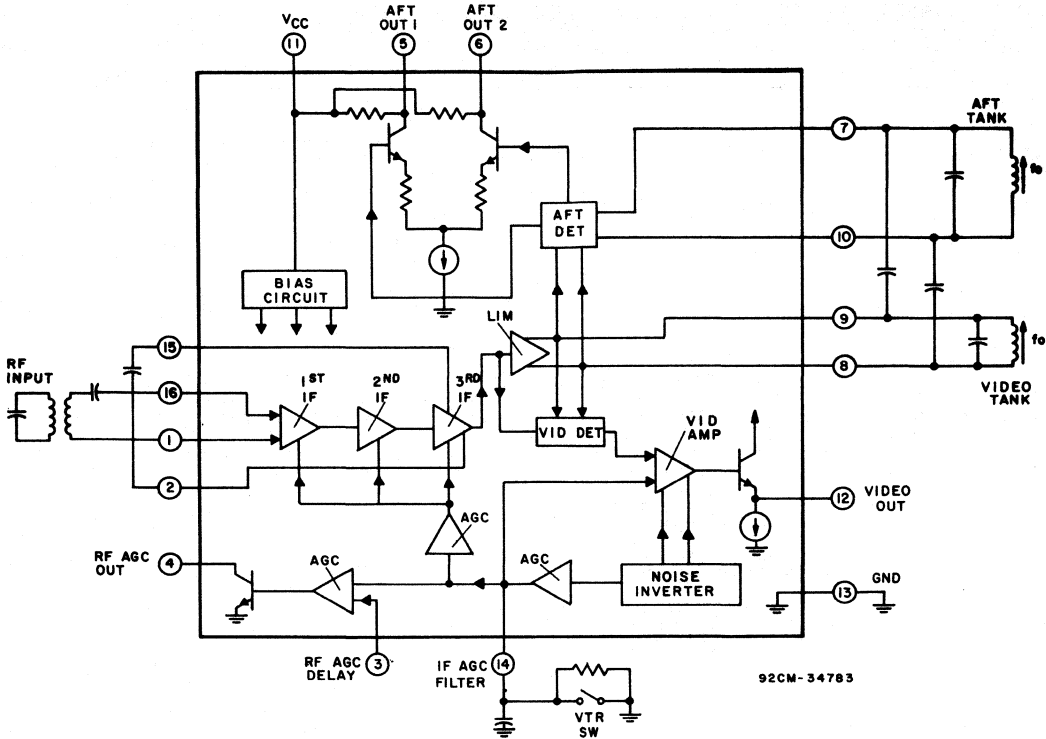 AFT
OUT 1
AFT
OUT 2
VCC
11
5
6
7
AFT
TANK
fo
AFT
DET
10
BIAS
CIRCUIT
LIM
9
fo
15
8
RF
INPUT
VIDEO
TANK
16
1ST
IF
2ND
IF
3RD
IF
VID DET
VID
AMP
1
2
12
VIDEO
OUT
AGC
RF AGC
OUT
4
AGC
AGC
NOISE
INVERTER
GND
13
RF AGC
DELAY
3
IF AGC
FILTER
14
92CM-34783
VTR
SW